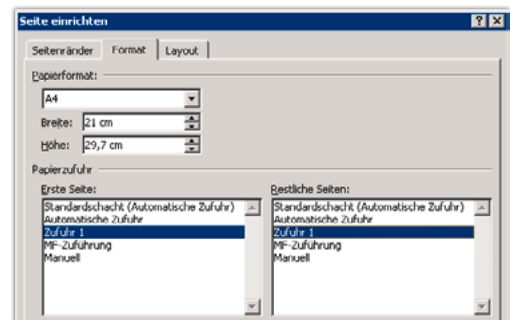 Seite einrichten
Seitenränder Format Layout
Papierformat:
A4
Breite: 21 cm
Höhe: 29,7 cm
Papierzufuhr
Erste Seite: Restliche Seiten:
Standardschacht (Automatische Zufuhr) Standardschacht (Automatische Zufuhr)
Automatische Zufuhr Automatische Zufuhr
Zufuhr 1 Zufuhr 1
MF-Zuführung MF-Zuführung
Manuell Manuell